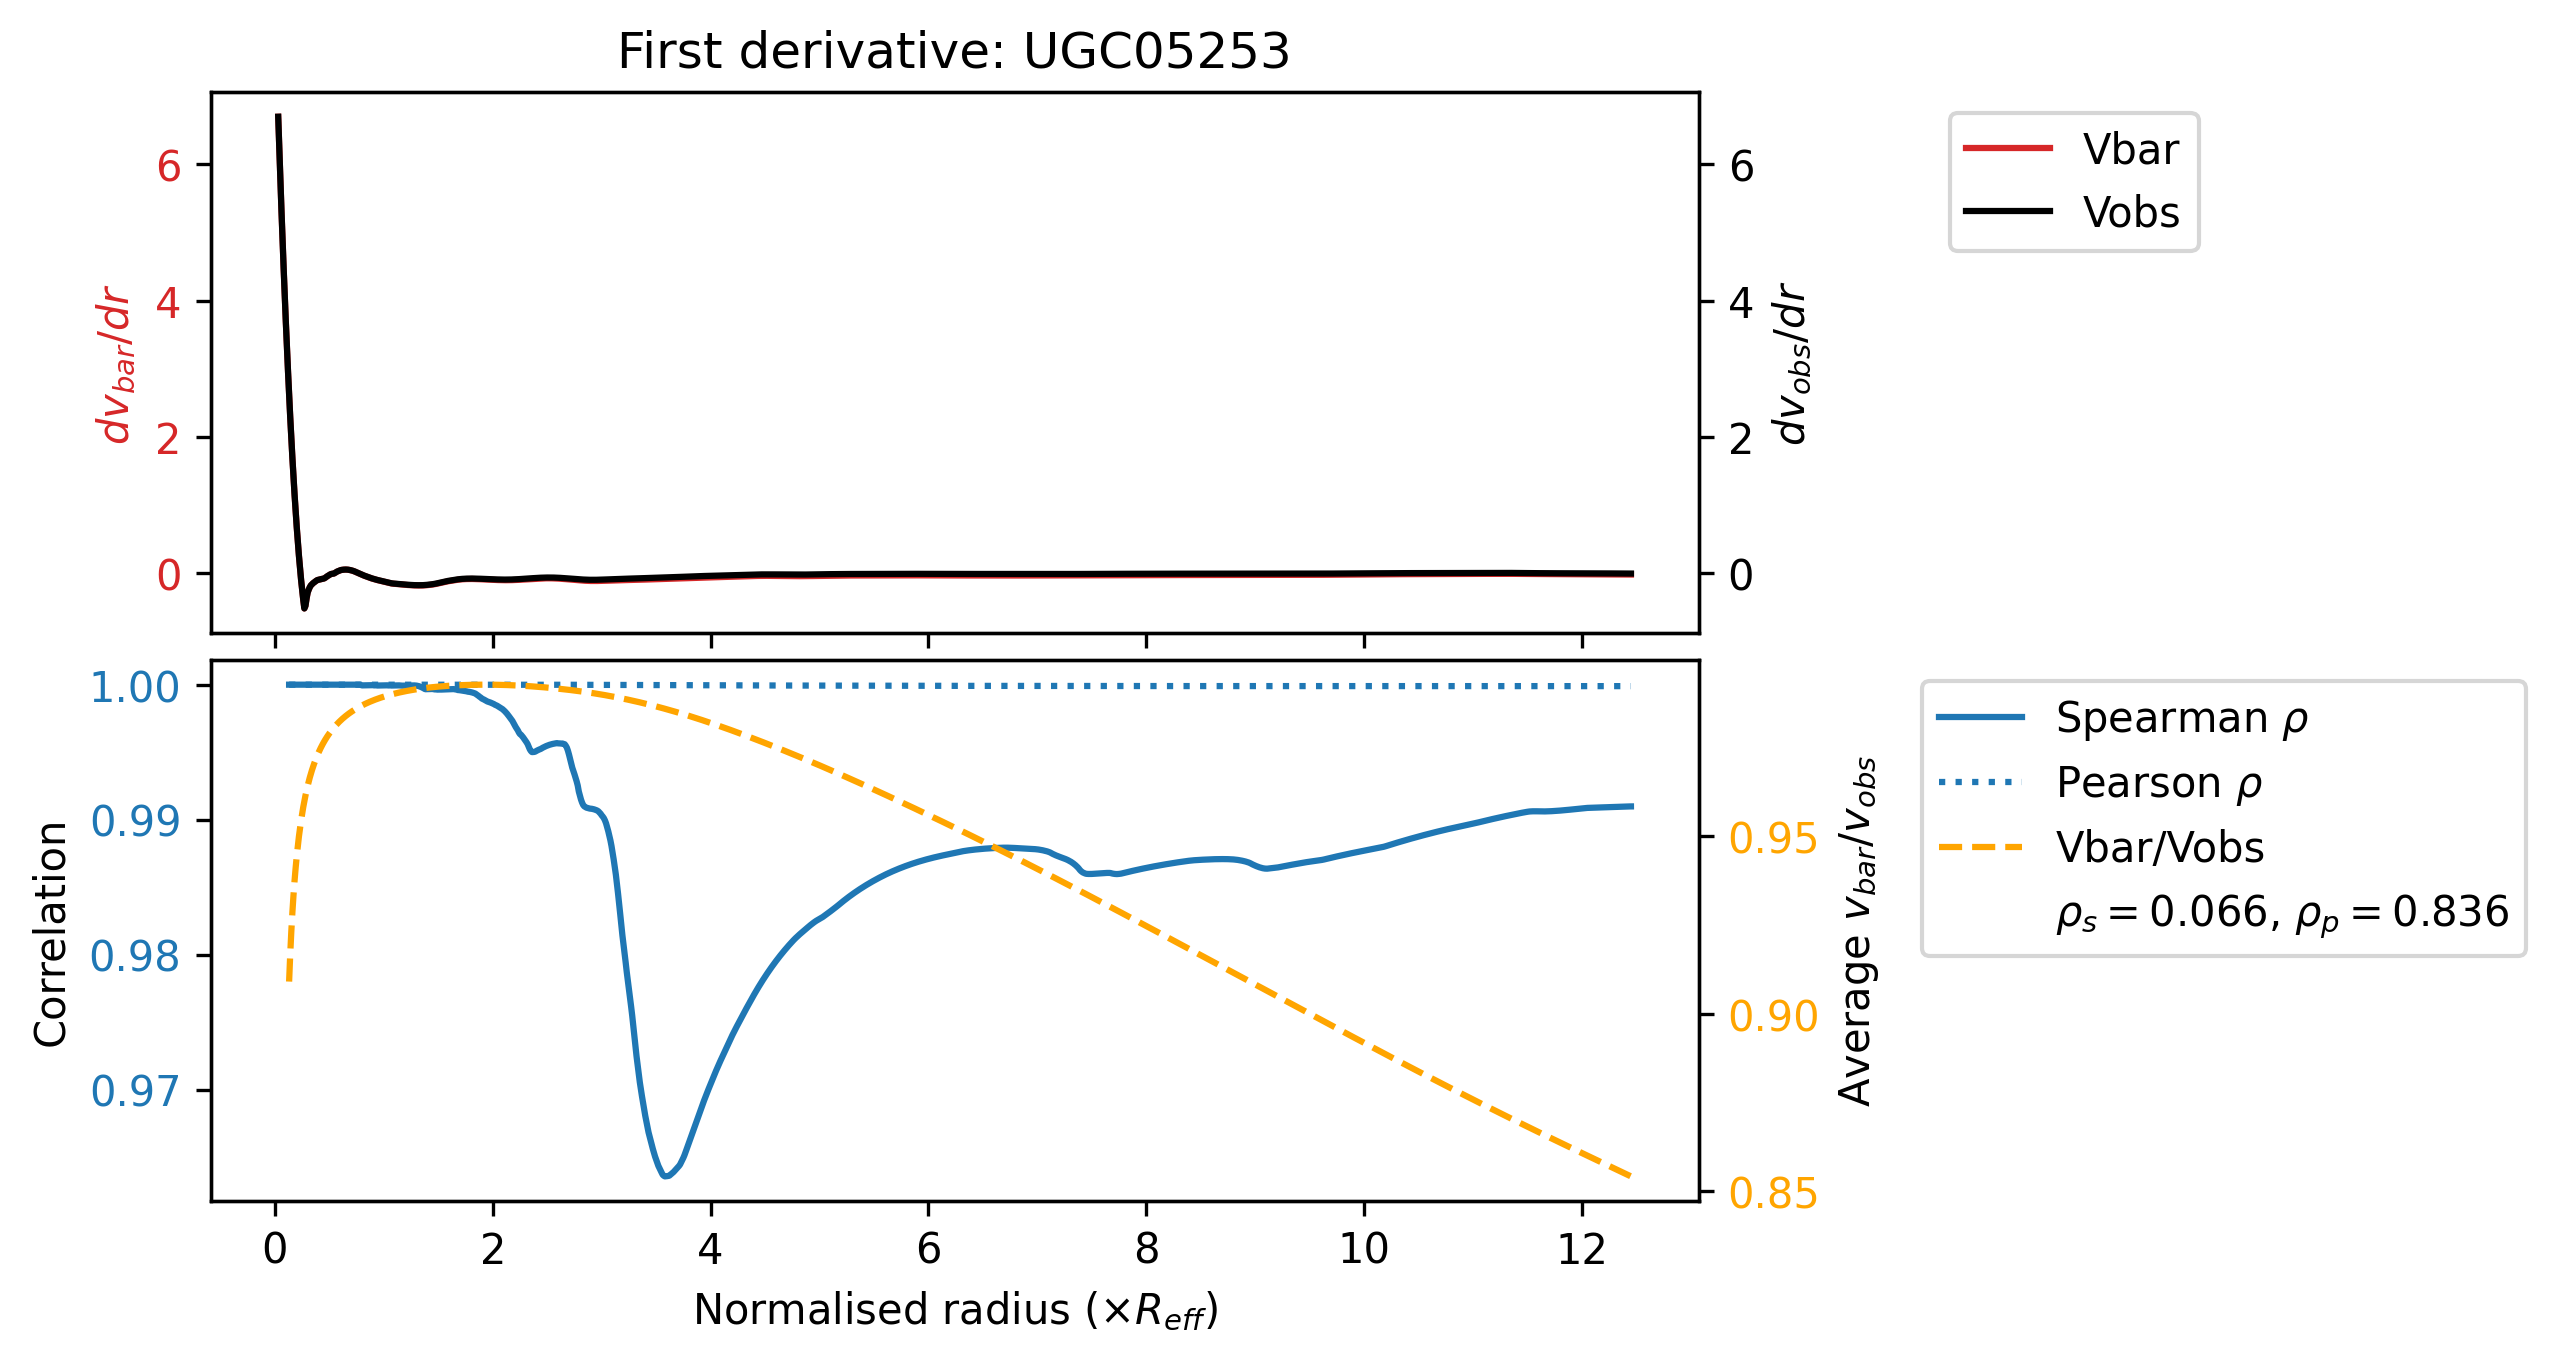 First derivative: UGC05253
6
4
2
0
dv_bar/dr
6
4
2
0
dv_obs/dr
Vbar
Vobs
1.00
0.99
0.98
0.97
Correlation
0.95
0.90
0.85
Average v_bar/v_obs
Spearman ρ
Pearson ρ
Vbar/Vobs
ρ_s = 0.066, ρ_p = 0.836
0 2 4 6 8 10 12
Normalised radius (×R_eff)